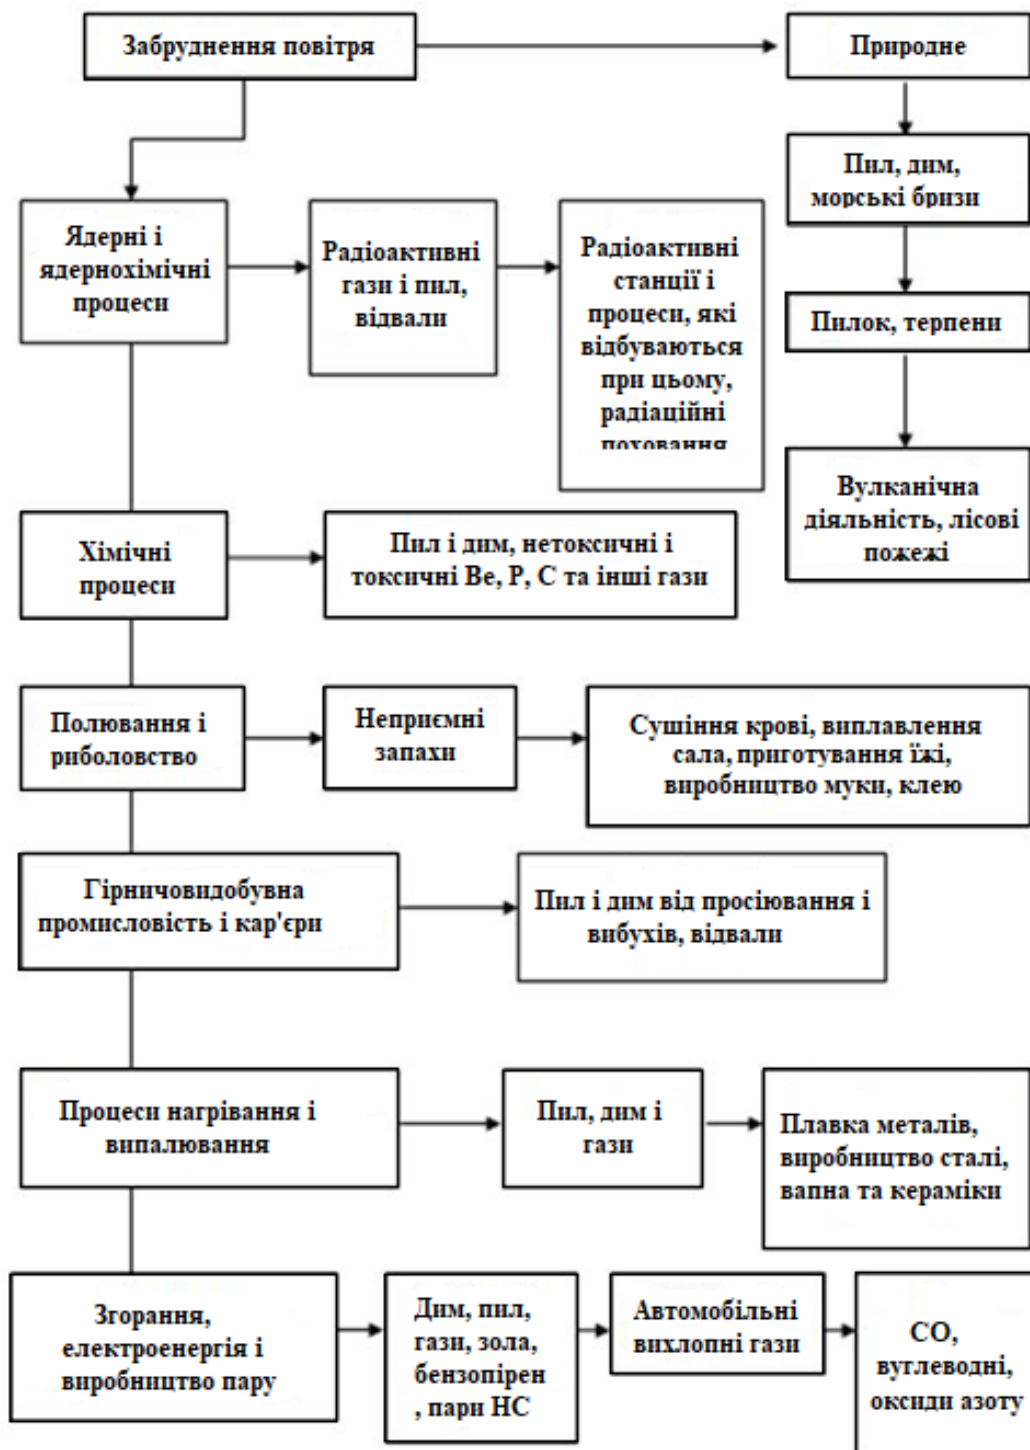 Забруднення повітря
Природне
Пил, дим,
морські бризи
Пилок, терпени
Вулканічна
діяльність, лісові
пожежі
Ядерні і
ядернохімічні
процеси
Радіоактивні
гази і пил,
відвали
Радіоактивні
станції і
процеси, які
відбуваються
при цьому,
радіаційні
поховання
Хімічні
процеси
Пил і дим, нетоксичні і
токсичні Be, P, C та інші гази
Полювання і
риболовство
Неприємні
запахи
Сушіння крові, виплавлення
сала, приготування їжі,
виробництво муки, клею
Гірничовидобувна
промисловість і кар'єри
Пил і дим від просіювання і
вибухів, відвали
Процеси нагрівання і
випалювання
Пил, дим і
гази
Плавка металів,
виробництво сталі,
вапна та кераміки
Згорання,
електроенергія і
виробництво пару
Дим, пил,
гази, зола,
бензопірен
, пари НС
Автомобільні
вихлопні гази
CO,
вуглеводні,
оксиди азоту